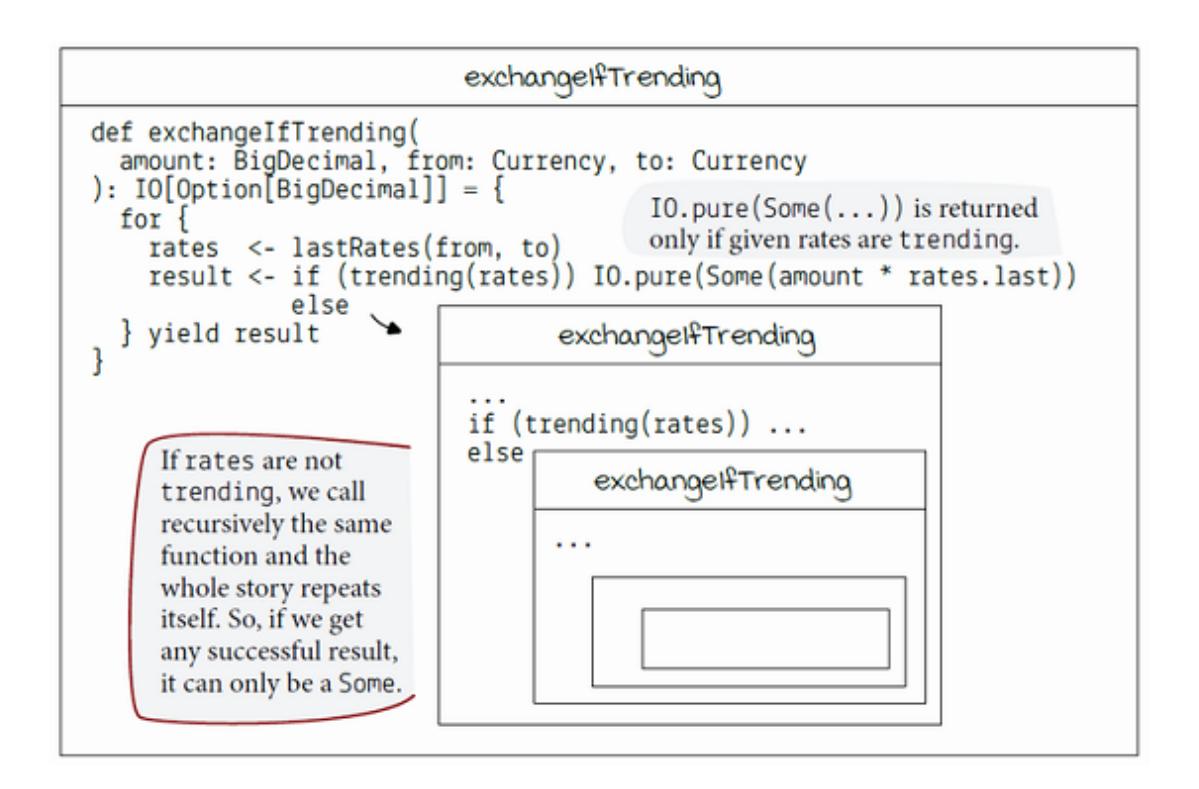 exchangeIfTrending
def exchangeIfTrending(
  amount: BigDecimal, from: Currency, to: Currency
): IO[Option[BigDecimal]] = {
  for {
    rates  <- lastRates(from, to)
    result <- if (trending(rates)) IO.pure(Some(amount * rates.last))
              else
  } yield result
}
IO.pure(Some(...)) is returned
only if given rates are trending.
exchangeIfTrending
...
if (trending(rates)) ...
else
exchangeIfTrending
...
If rates are not
trending, we call
recursively the same
function and the
whole story repeats
itself. So, if we get
any successful result,
it can only be a Some.